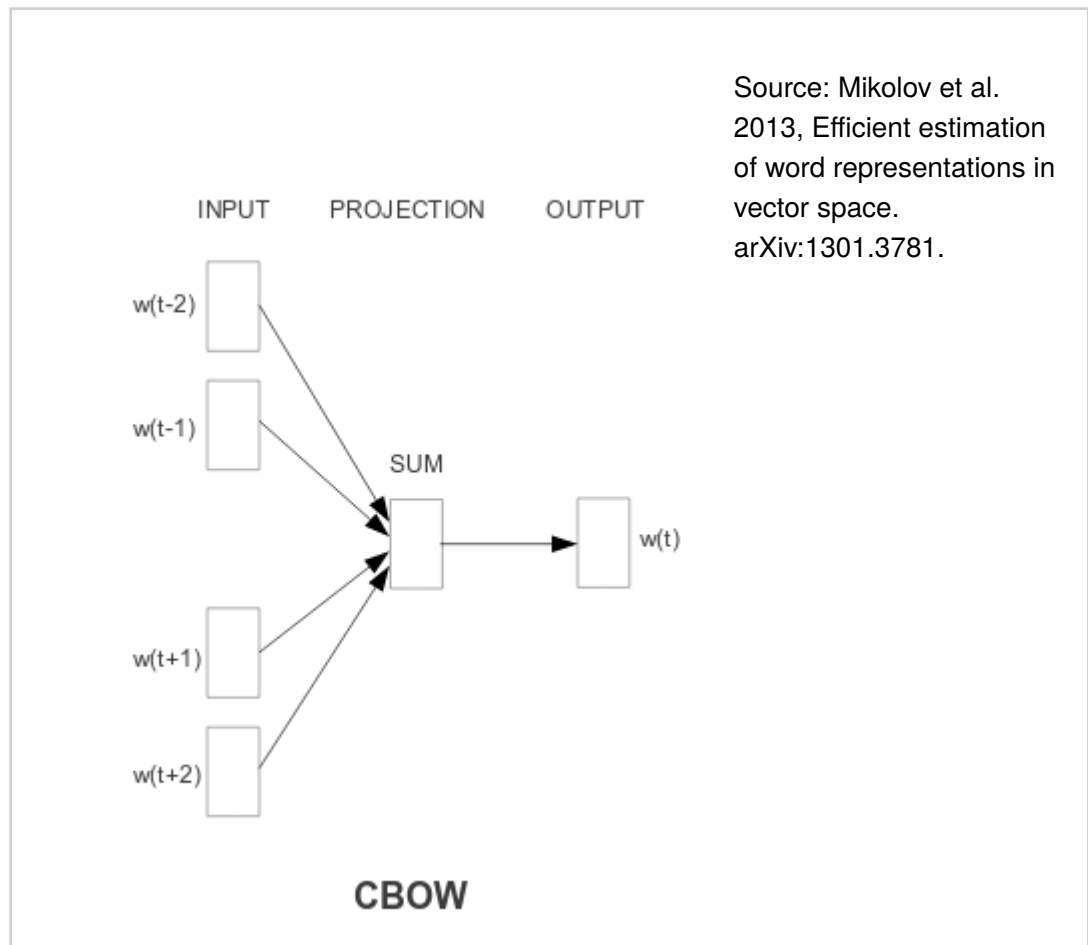 Source: Mikolov et al.
2013, Efficient estimation
of word representations in
vector space.
arXiv:1301.3781.
INPUT PROJECTION OUTPUT
w(t-2)
w(t-1)
SUM
w(t)
w(t+1)
w(t+2)
CBOW